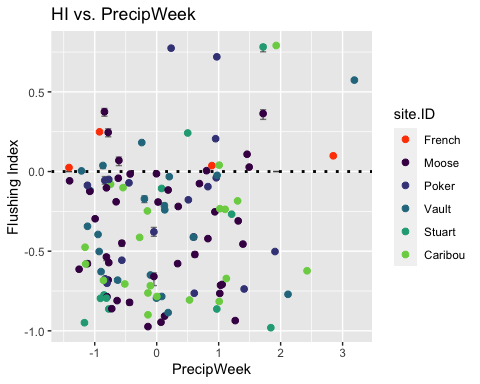 HI vs. PrecipWeek
Flushing Index
0.5
0.0
-0.5
-1.0
-1
0
1
2
3
PrecipWeek
site.ID
French
Moose
Poker
Vault
Stuart
Caribou